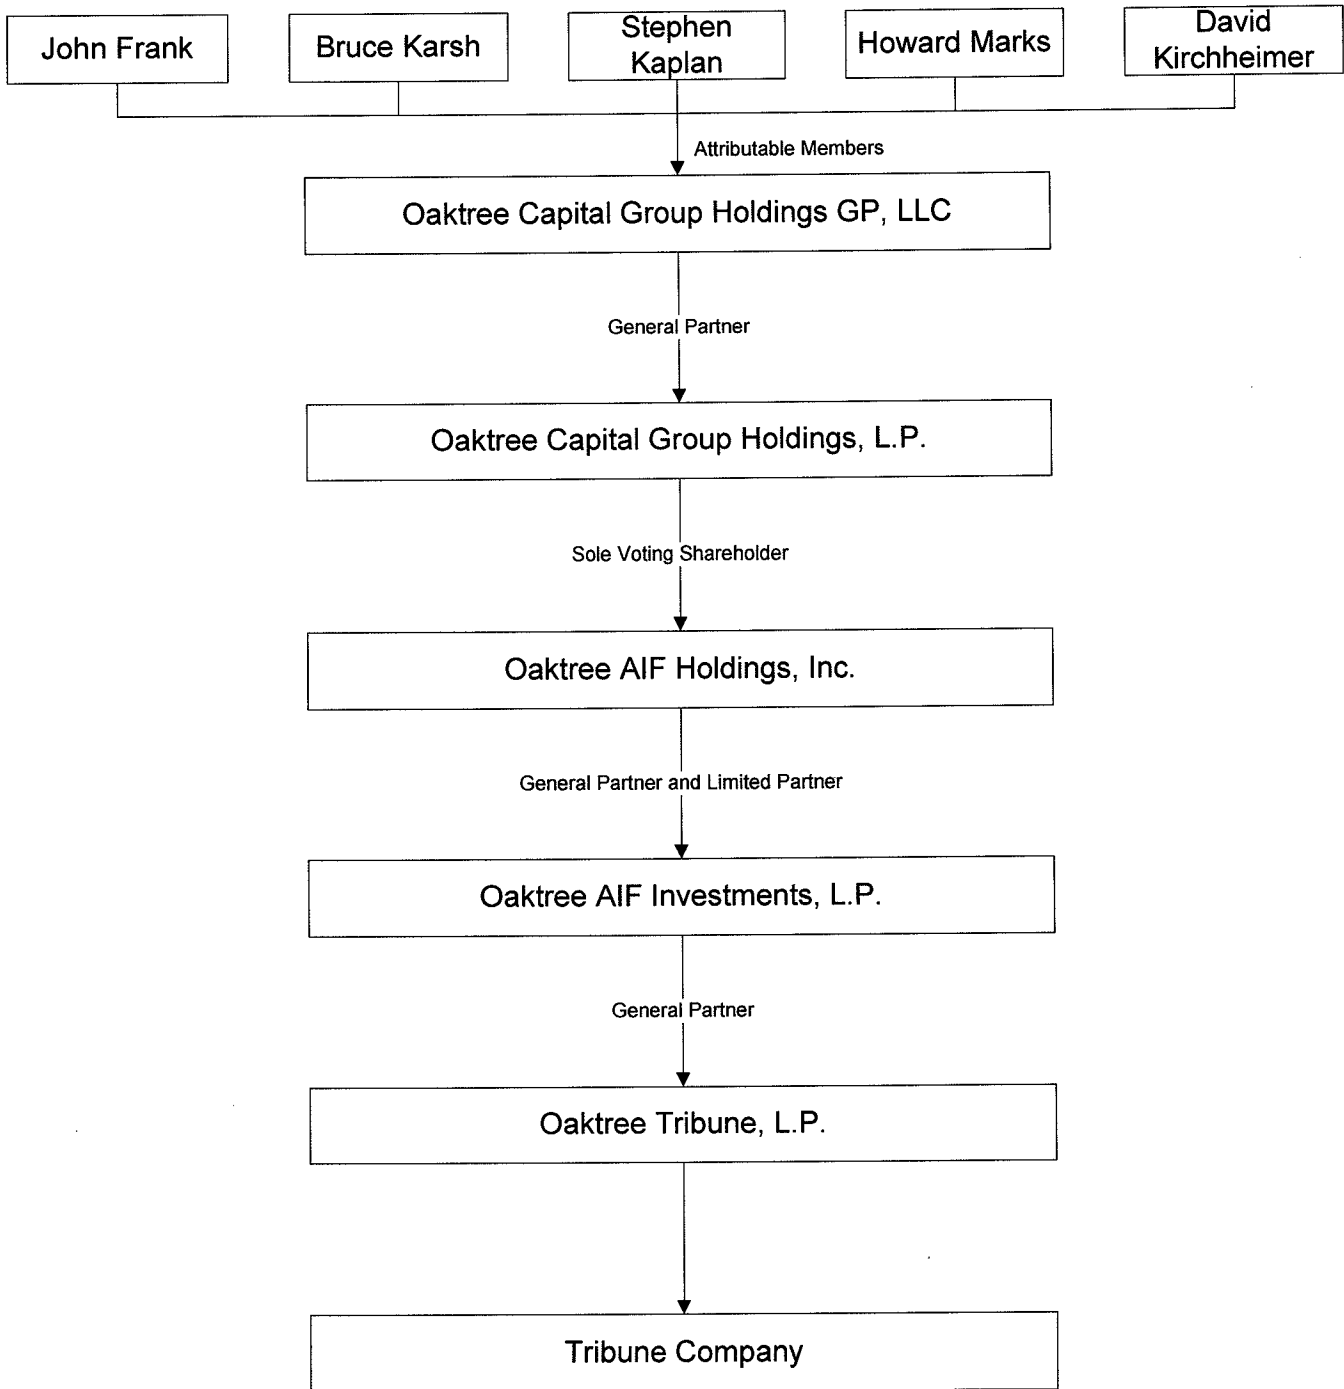 John Frank
Bruce Karsh
Stephen
Kaplan
Howard Marks
David
Kirchheimer
Attributable Members
Oaktree Capital Group Holdings GP, LLC
General Partner
Oaktree Capital Group Holdings, L.P.
Sole Voting Shareholder
Oaktree AIF Holdings, Inc.
General Partner and Limited Partner
Oaktree AIF Investments, L.P.
General Partner
Oaktree Tribune, L.P.
Tribune Company